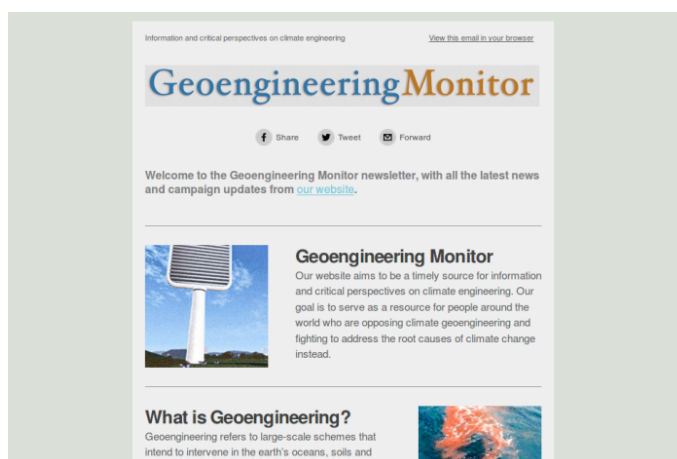 Information and critical perspectives on climate engineering
View this email in your browser
GeoengineeringMonitor
Share Tweet Forward
Welcome to the Geoengineering Monitor newsletter, with all the latest news
and campaign updates from our website.
Geoengineering Monitor
Our website aims to be a timely source for information
and critical perspectives on climate engineering. Our
goal is to serve as a resource for people around the
world who are opposing climate geoengineering and
fighting to address the root causes of climate change
instead.
What is Geoengineering?
Geoengineering refers to large-scale schemes that
intend to intervene in the earth's oceans, soils and